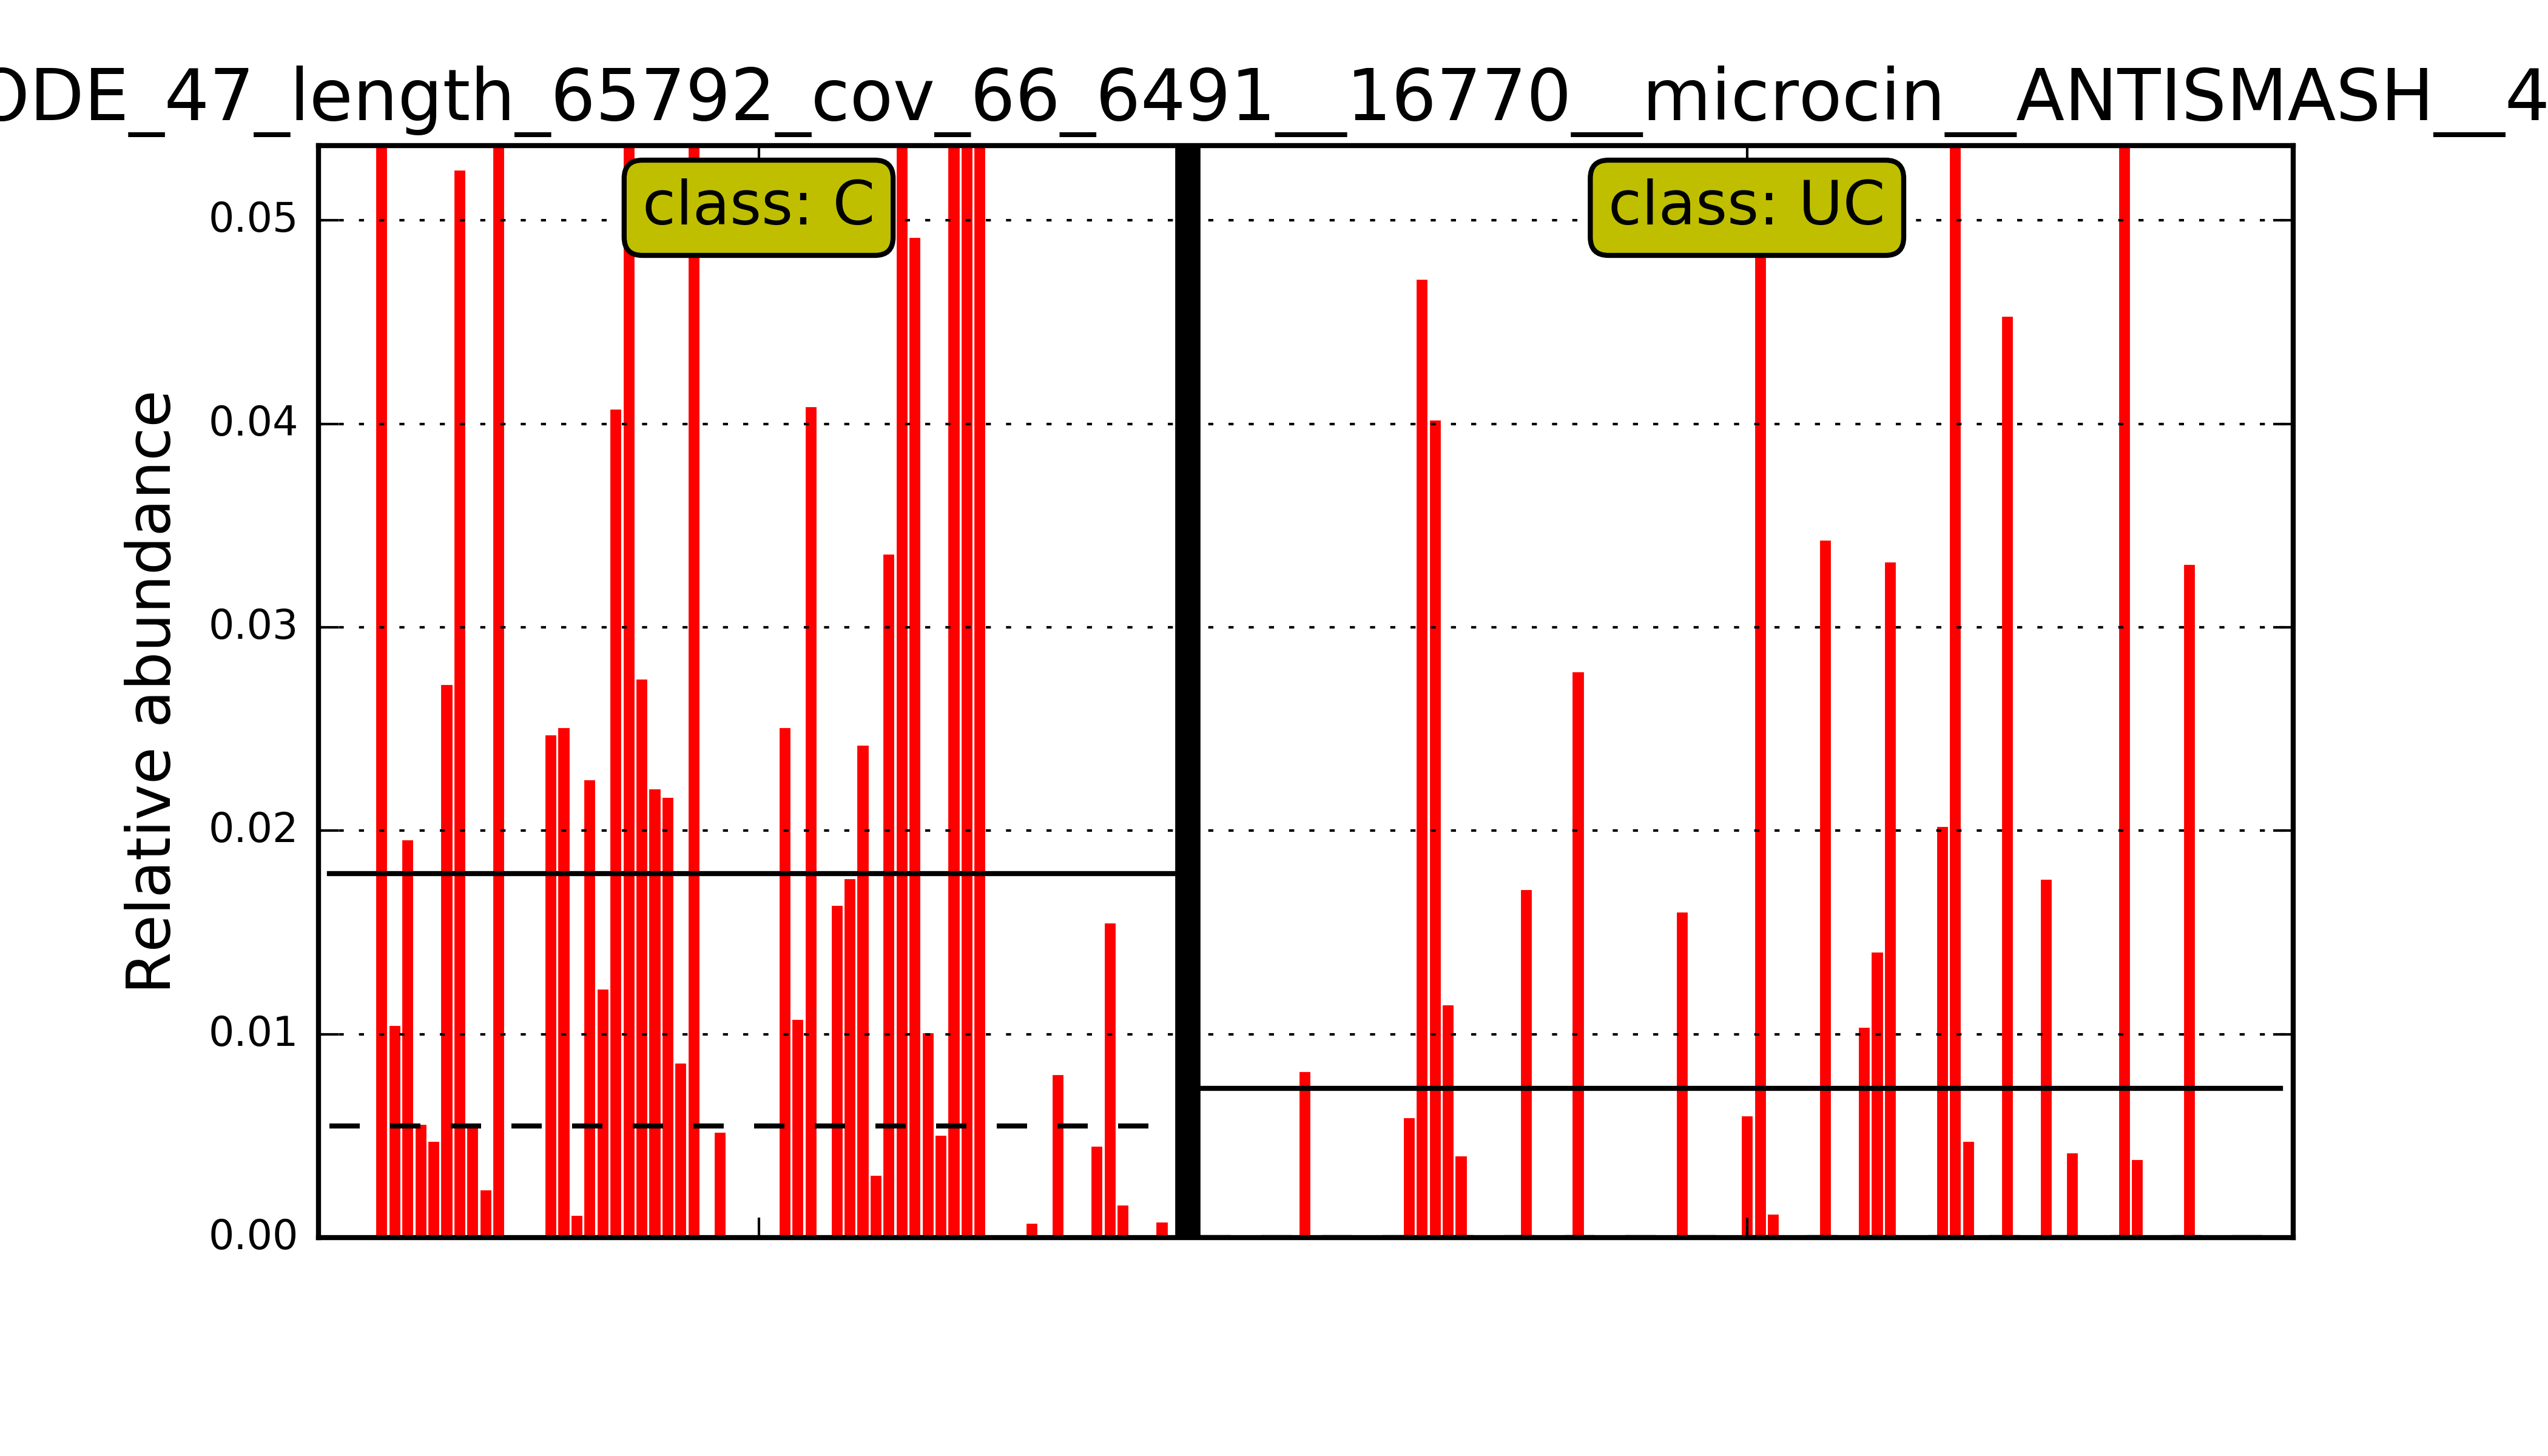 ODE_47_length_65792_cov_66_6491__16770__microcin__ANTISMASH__4
class: C
class: UC
Relative abundance
0.05
0.04
0.03
0.02
0.01
0.00